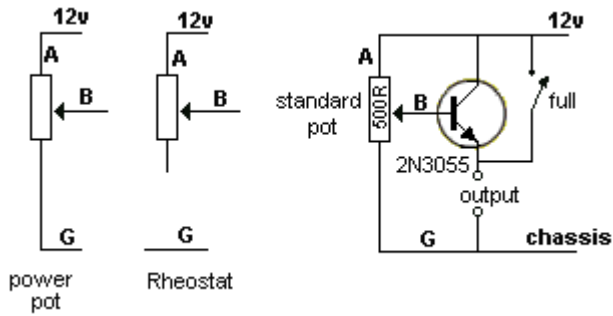 12v
A
B
G
power
pot
12v
A
B
G
Rheostat
12v
A
standard
pot
500R
B
full
2N3055
output
G
chassis